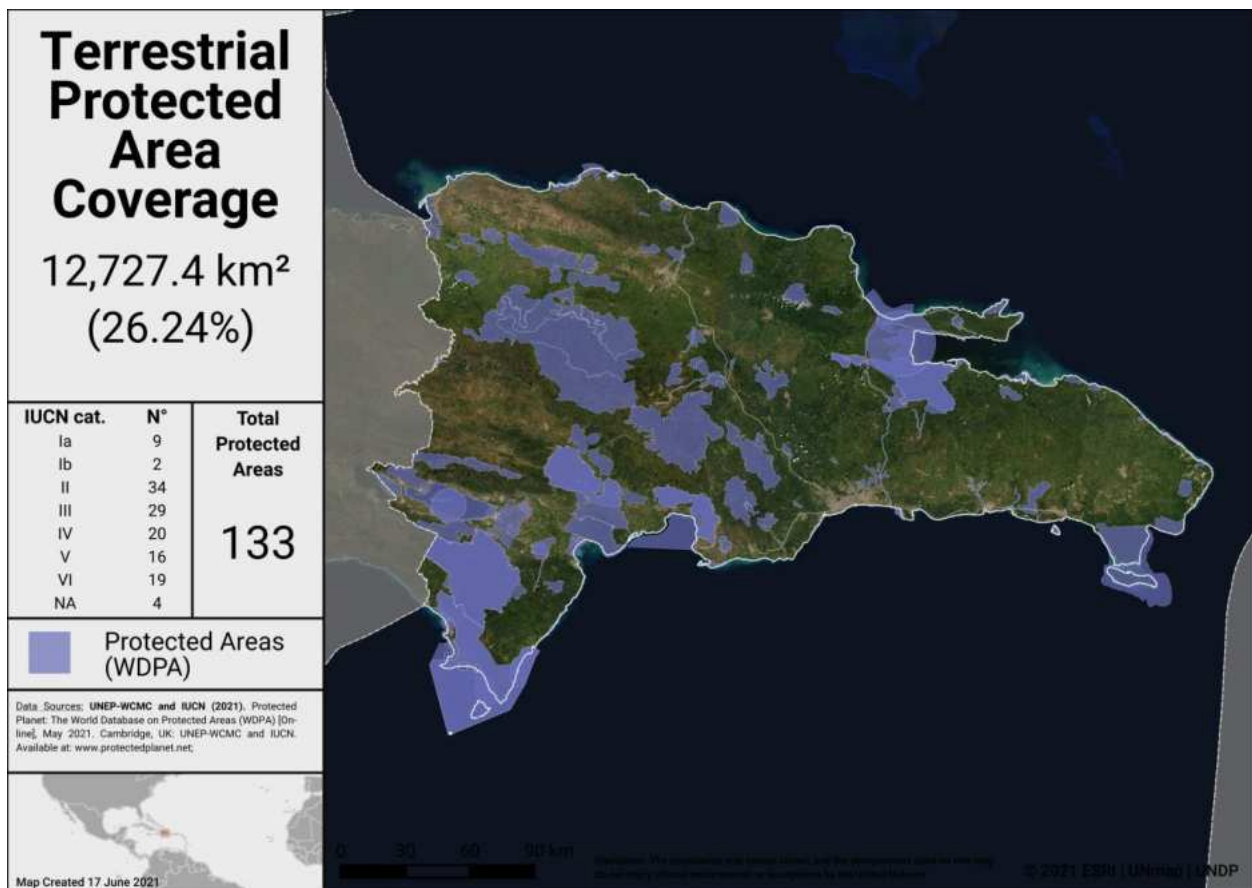 Terrestrial
Protected
Area
Coverage
12,727.4 km²
(26.24%)
IUCN cat. N°
Ia 9
Ib 2
II 34
III 29
IV 20
V 16
VI 19
NA 4
Total
Protected
Areas
133
Protected Areas
(WDPA)
Data Sources: UNEP-WCMC and IUCN (2021). Protected
Planet: The World Database on Protected Areas (WDPA) [On-
line], May 2021. Cambridge, UK: UNEP-WCMC and IUCN.
Available at: www.protectedplanet.net;
Map Created 17 June 2021
0 30 60 90 km
© 2021 ESRI | UNmap | UNDP